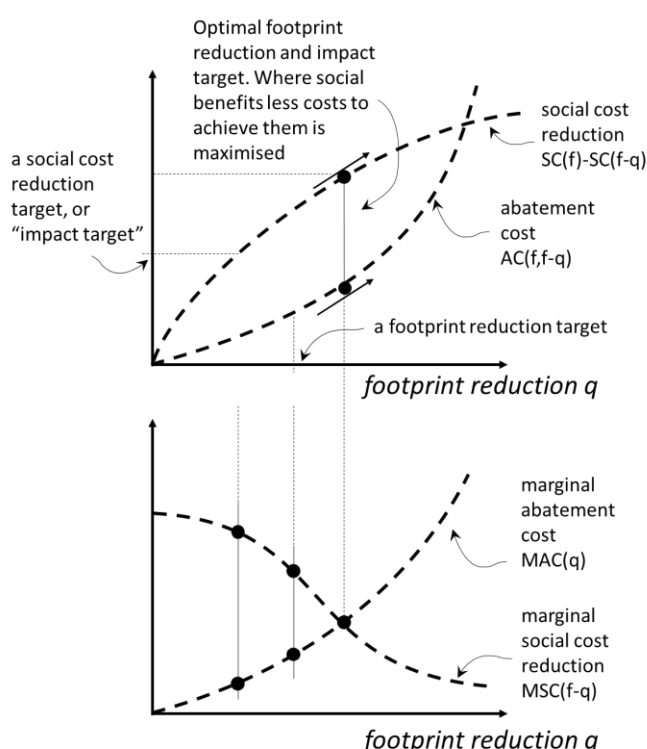 Optimal footprint
reduction and impact
target. Where social
benefits less costs to
achieve them is
maximised
a social cost
reduction
target, or
“impact target”
social cost
reduction
SC(f)-SC(f-q)
abatement
cost
AC(f,f-q)
a footprint reduction target
footprint reduction q
marginal
abatement
cost
MAC(q)
marginal
social cost
reduction
MSC(f-q)
footprint reduction q